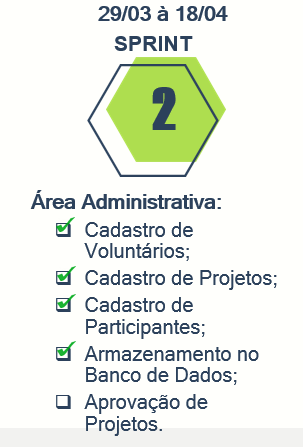 29/03 à 18/04
SPRINT
2
Área Administrativa:
Cadastro de
Voluntários;
Cadastro de Projetos;
Cadastro de
Participantes;
Armazenamento no
Banco de Dados;
Aprovação de
Projetos.